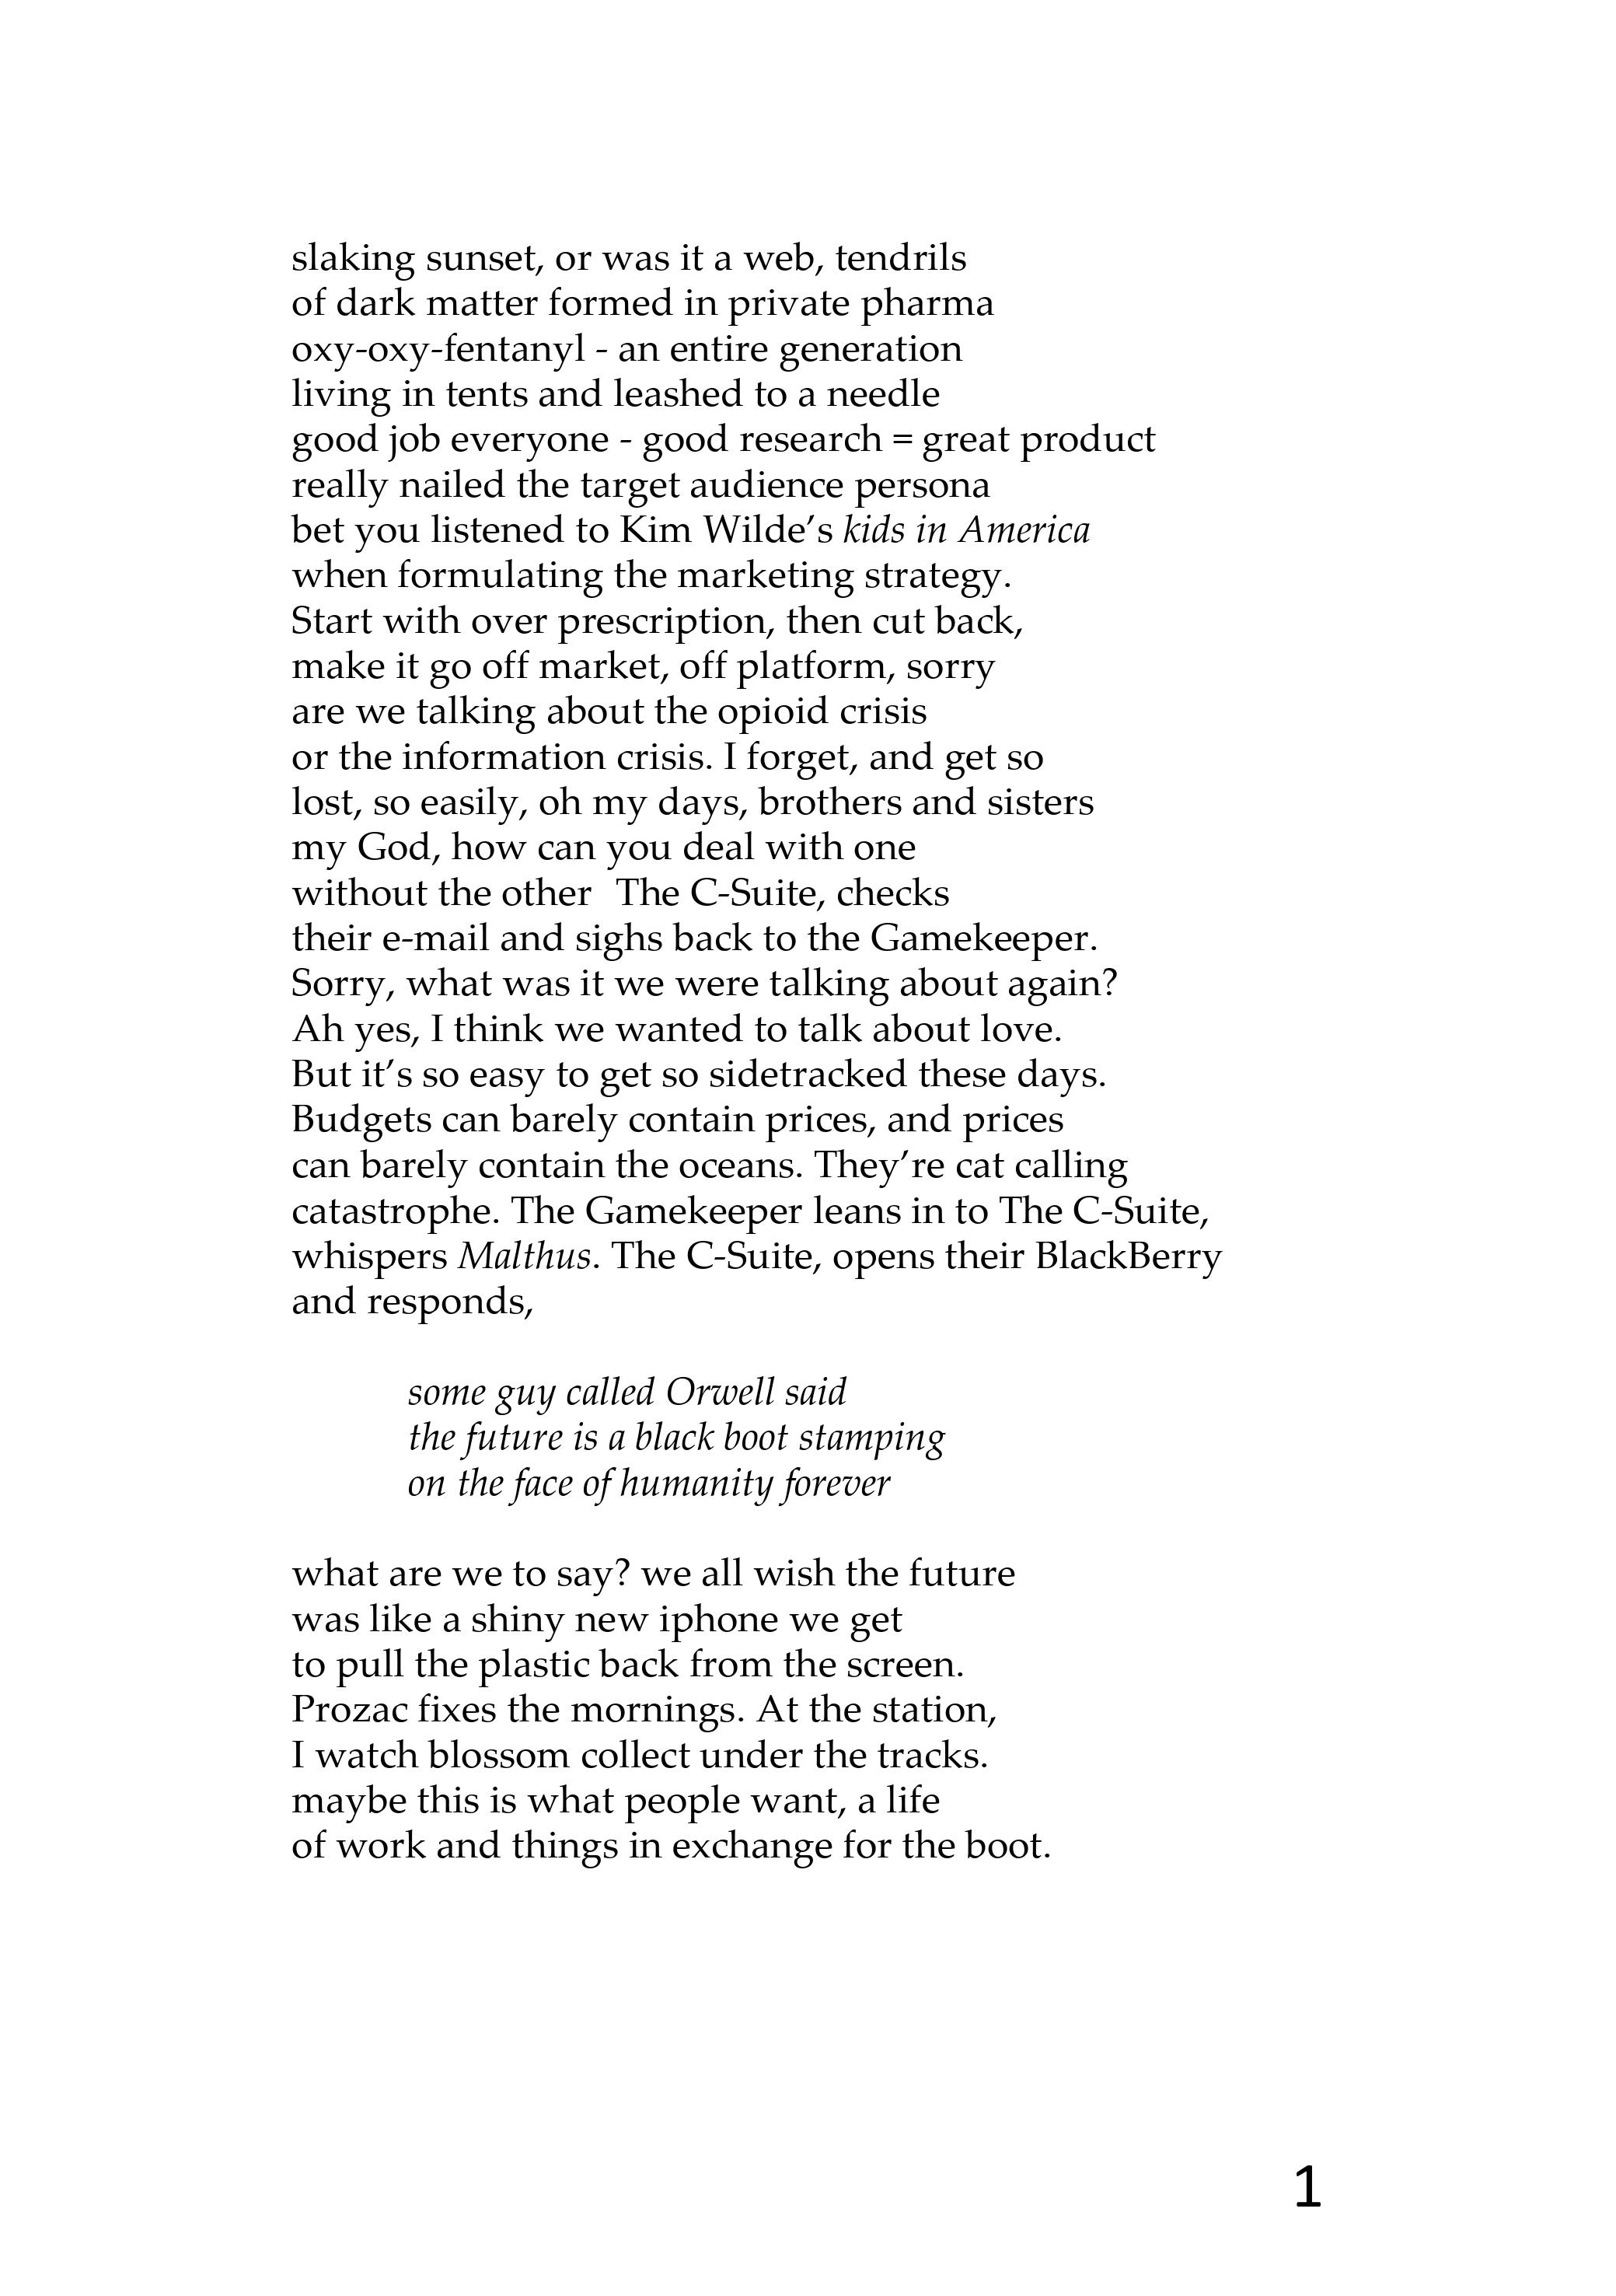 slaking sunset, or was it a web, tendrils
of dark matter formed in private pharma
oxy-oxy-fentanyl - an entire generation
living in tents and leashed to a needle
good job everyone - good research = great product
really nailed the target audience persona
bet you listened to Kim Wilde’s kids in America
when formulating the marketing strategy.
Start with over prescription, then cut back,
make it go off market, off platform, sorry
are we talking about the opioid crisis
or the information crisis. I forget, and get so
lost, so easily, oh my days, brothers and sisters
my God, how can you deal with one
without the other  The C-Suite, checks
their e-mail and sighs back to the Gamekeeper.
Sorry, what was it we were talking about again?
Ah yes, I think we wanted to talk about love.
But it’s so easy to get so sidetracked these days.
Budgets can barely contain prices, and prices
can barely contain the oceans. They’re cat calling
catastrophe. The Gamekeeper leans in to The C-Suite,
whispers Malthus. The C-Suite, opens their BlackBerry
and responds,
some guy called Orwell said
the future is a black boot stamping
on the face of humanity forever
what are we to say? we all wish the future
was like a shiny new iphone we get
to pull the plastic back from the screen.
Prozac fixes the mornings. At the station,
I watch blossom collect under the tracks.
maybe this is what people want, a life
of work and things in exchange for the boot.
1